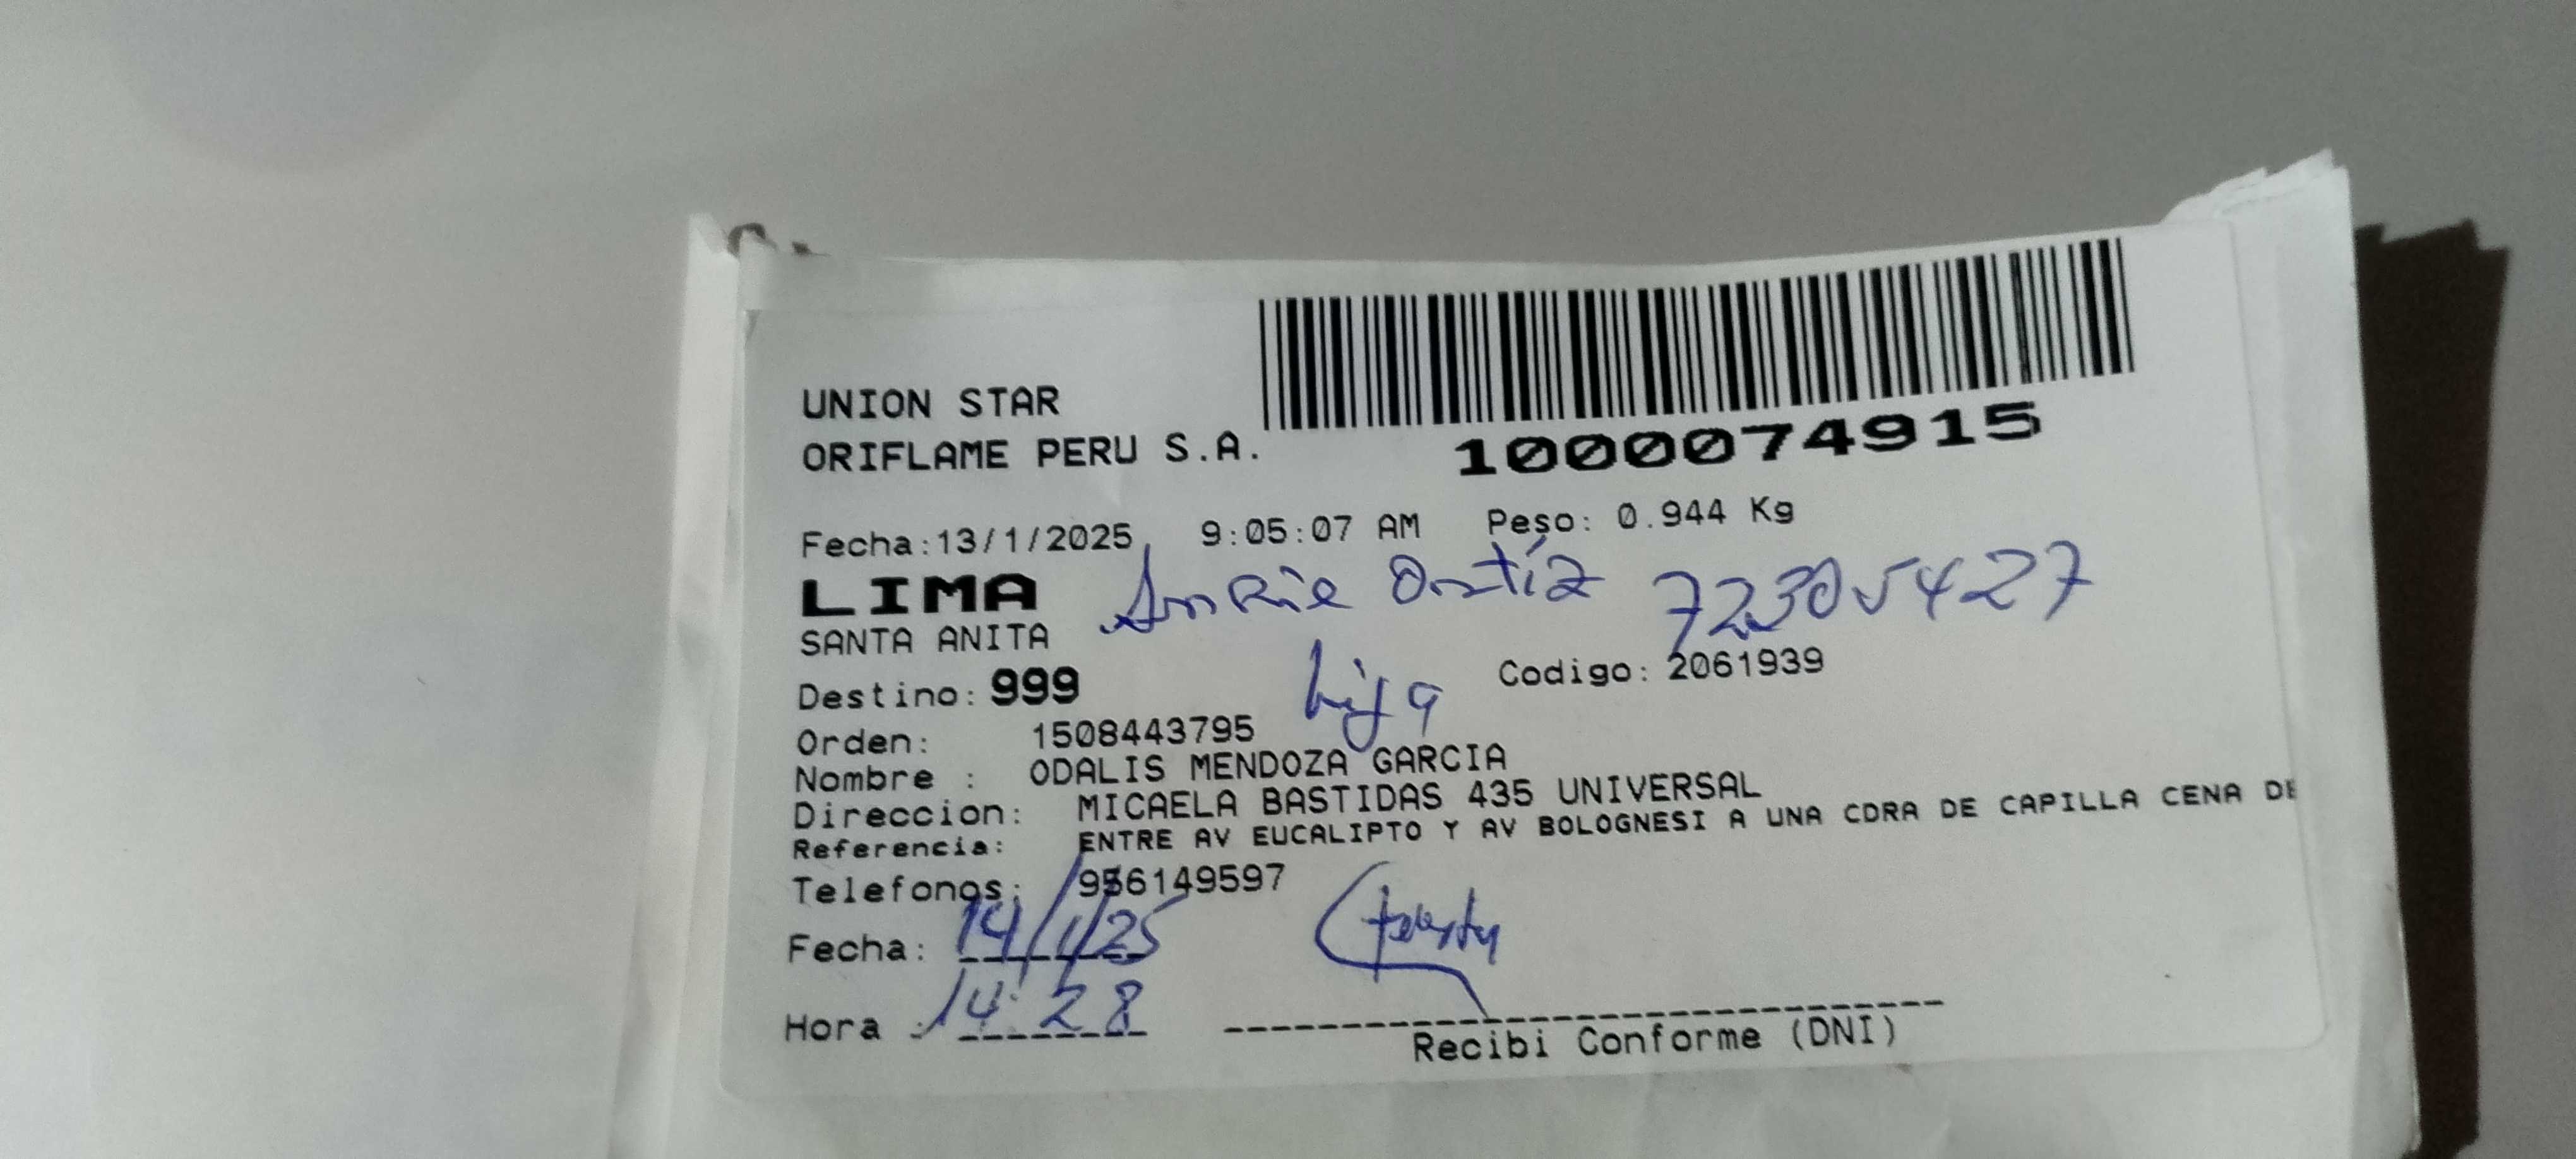 UNION STAR
ORIFLAME PERU S.A.
1000074915
Fecha:13/1/2025 9:05:07 AM Peso: 0.944 Kg
LIMA Ortíz 72305427
SANTA ANITA
Destino: 999 hija Codigo: 2061939
Orden: 1508443795
Nombre : ODALIS MENDOZA GARCIA
Direccion: MICAELA BASTIDAS 435 UNIVERSAL
Referencia: ENTRE AV EUCALIPTO Y AV BOLOGNESI A UNA CDRA DE CAPILLA CENA DE
Telefonos: 956149597
Fecha: 14/1/25
Hora : 14:28
Recibi Conforme (DNI)